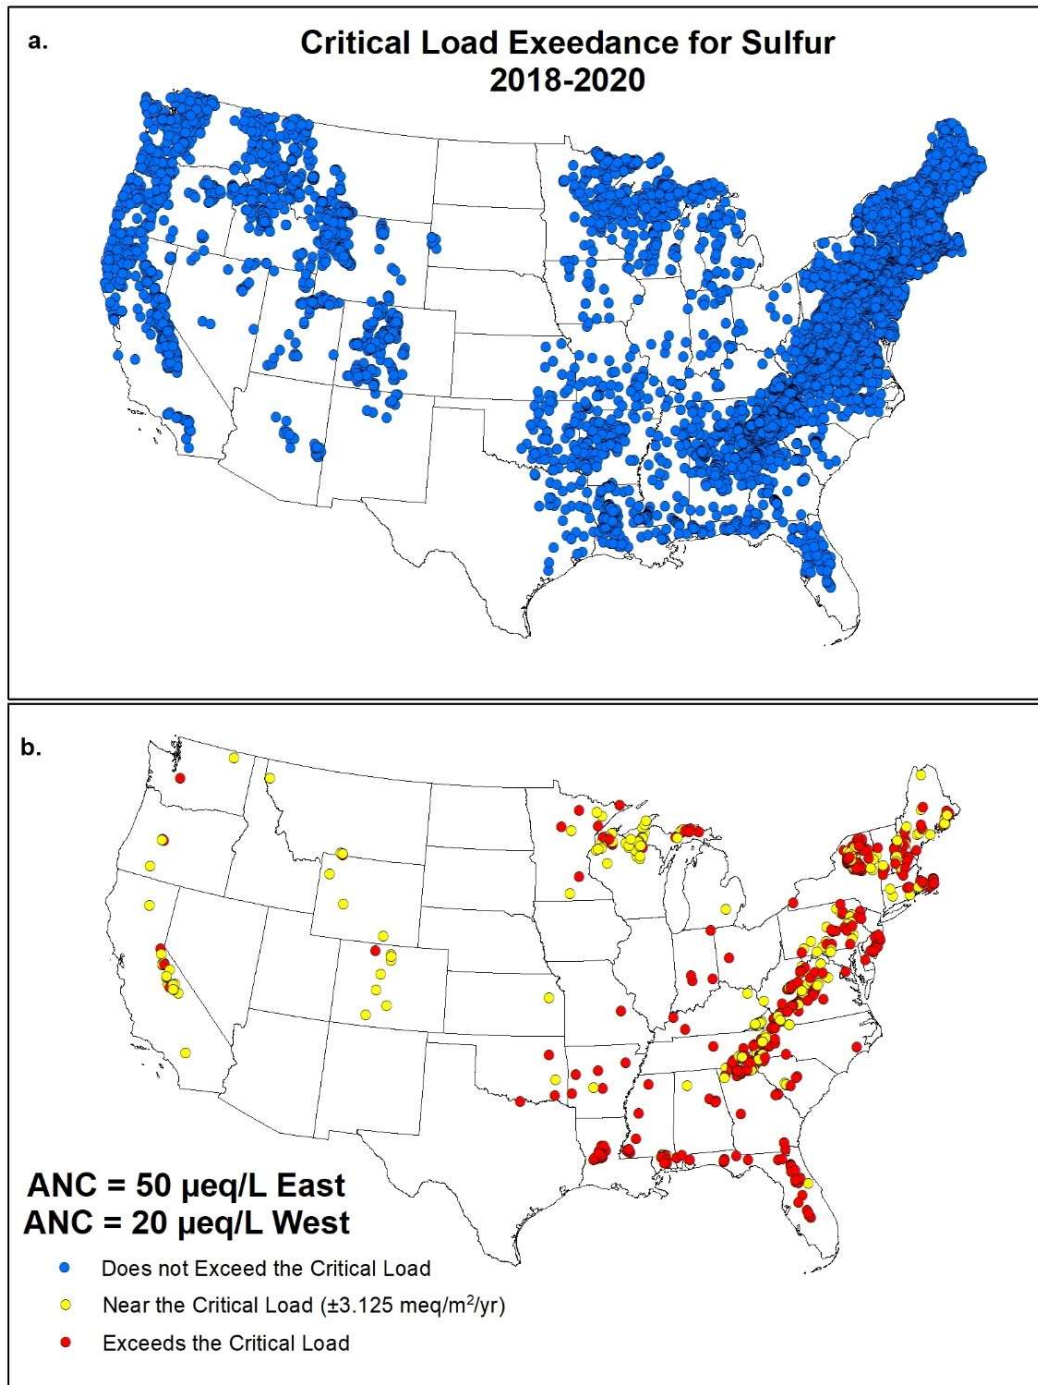 a.
Critical Load Exeedance for Sulfur
2018-2020
b.
ANC = 50 µeq/L East
ANC = 20 µeq/L West
Does not Exceed the Critical Load
Near the Critical Load (±3.125 meq/m²/yr)
Exceeds the Critical Load